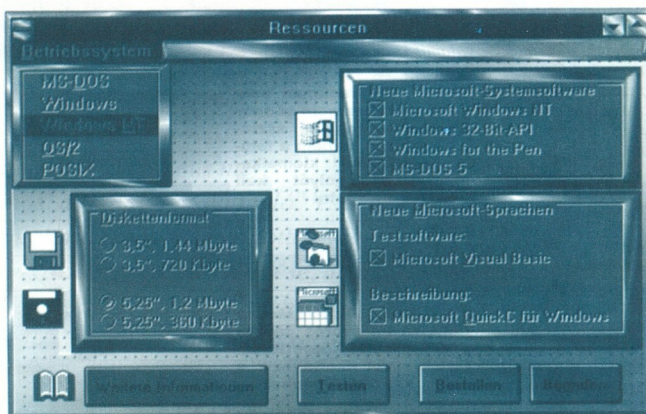 Ressourcen
Betriebssystem
MS-DOS
Windows
Windows NT
OS/2
POSIX
Neue Microsoft-Systemsoftware
Microsoft Windows NT
Windows 32-Bit-API
Windows for the Pen
MS-DOS 5
Diskettenformat
3,5", 1,44 Mbyte
3,5", 720 Kbyte
5,25", 1,2 Mbyte
5,25", 360 Kbyte
Neue Microsoft-Sprachen
Testsoftware:
Microsoft Visual Basic
Beschreibung:
Microsoft QuickC für Windows
Weitere Informationen
Testen
Bestellen
Beenden